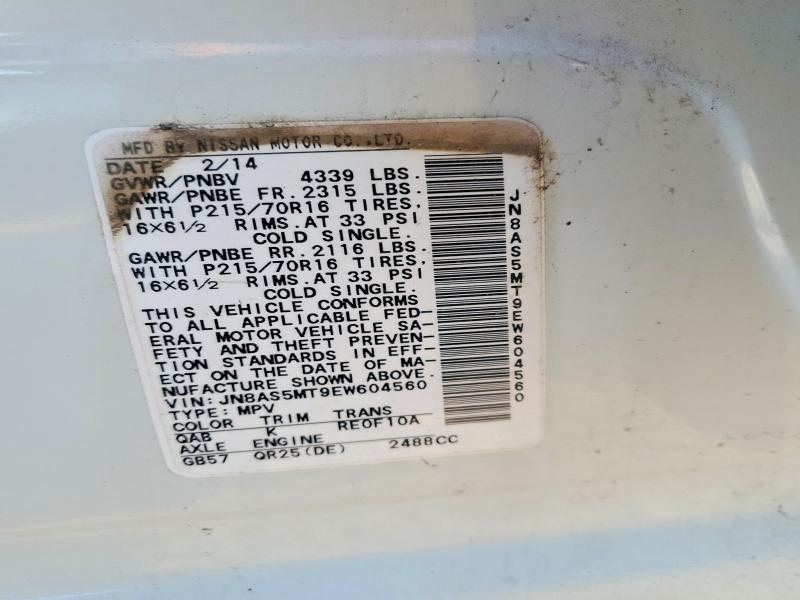 MFD BY NISSAN MOTOR CO.,LTD.
DATE 2/14
GVWR/PNBV 4339 LBS.
GAWR/PNBE FR. 2315 LBS.
WITH P215/70R16 TIRES,
16X6½ RIMS. AT 33 PSI
COLD SINGLE.
GAWR/PNBE RR. 2116 LBS.
WITH P215/70R16 TIRES,
16X6½ RIMS. AT 33 PSI
COLD SINGLE.
THIS VEHICLE CONFORMS
TO ALL APPLICABLE FED-
ERAL MOTOR VEHICLE SA-
FETY AND THEFT PREVEN-
TION STANDARDS IN EFF-
ECT ON THE DATE OF MA-
NUFACTURE SHOWN ABOVE.
VIN: JN8AS5MT9EW604560
TYPE: MPV
COLOR TRIM TRANS
QAB K RE0F10A
AXLE ENGINE
GB57 QR25(DE) 2488CC
JN8AS5MT9EW604560